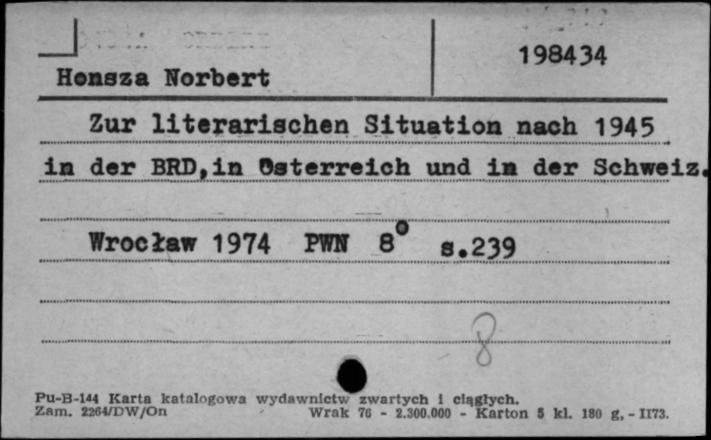 198434
Honsza Norbert
Zur literarischen Situation nach 1945
in der BRD, in Osterreich und in der Schweiz.
Wrocław 1974 PWN 8° s.239
8
Pu-B-144 Karta katalogowa wydawnictw zwartych i ciągłych.
Zam. 2264/DW/On Wrak 76 - 2.300.000 - Karton 5 kl. 180 g, - II73.